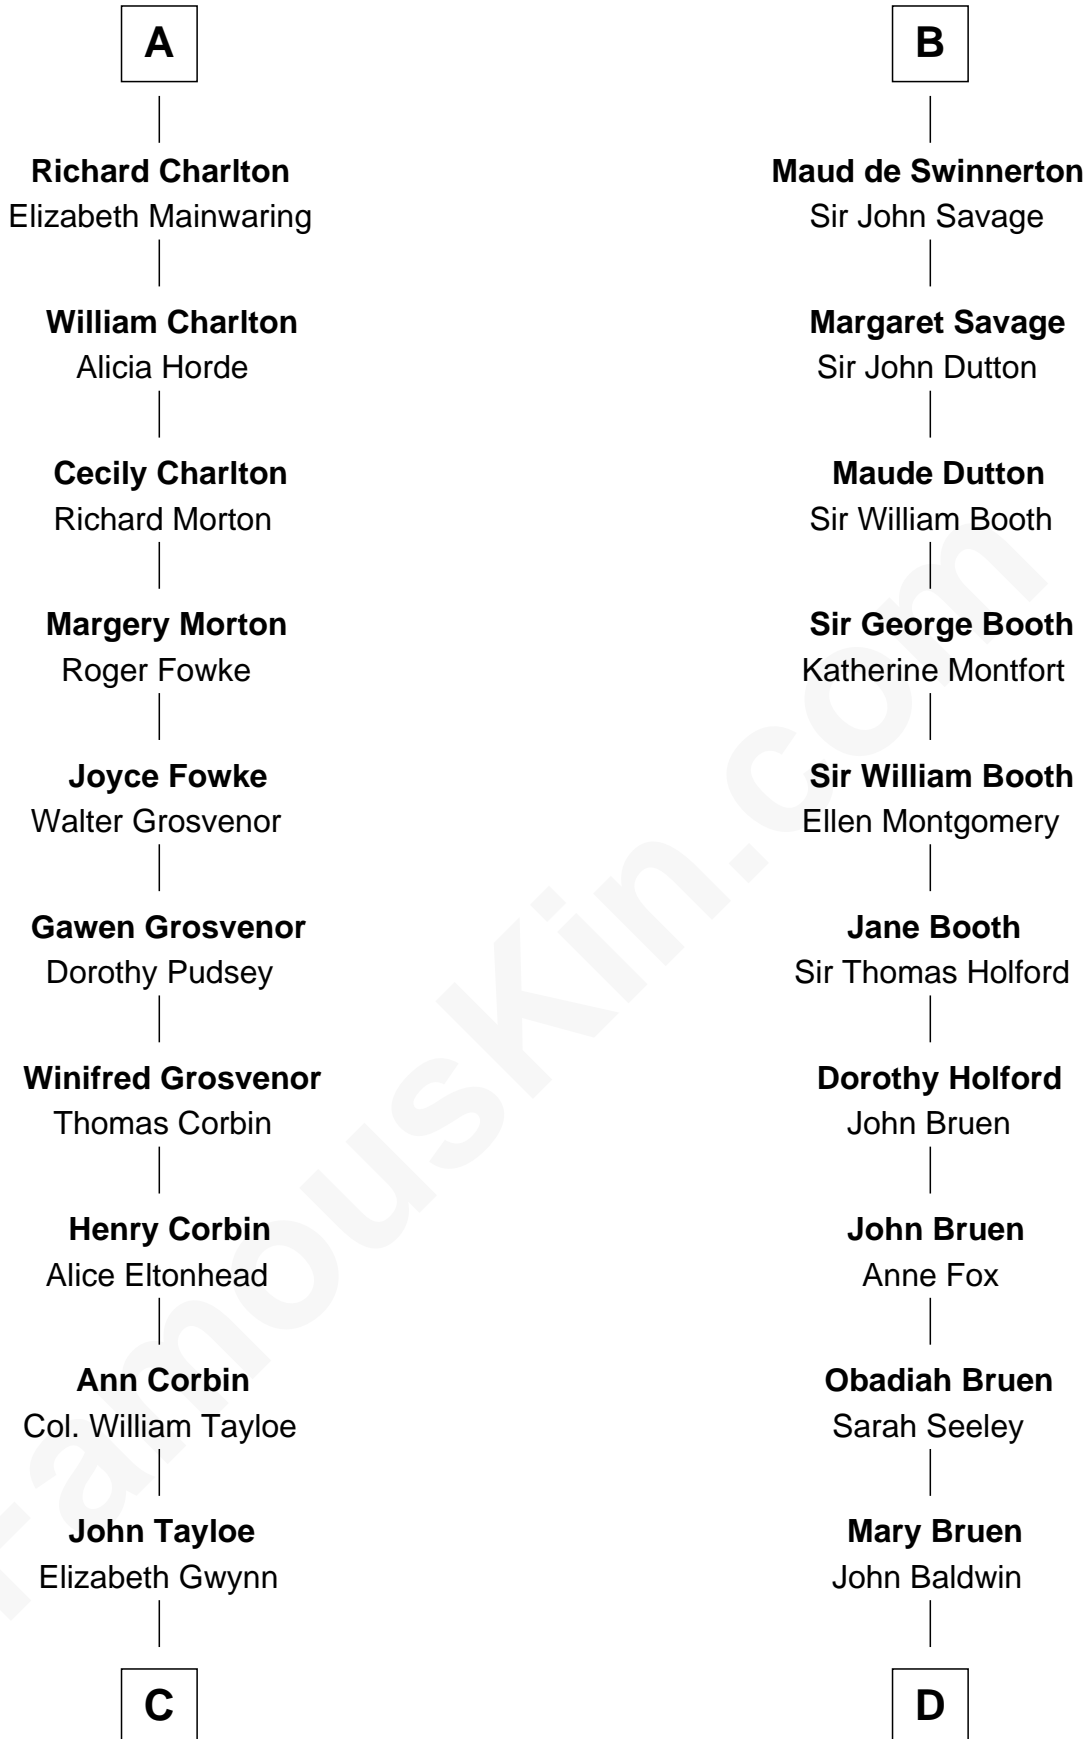 A
Richard Charlton
Elizabeth Mainwaring
William Charlton
Alicia Horde
Cecily Charlton
Richard Morton
Margery Morton
Roger Fowke
Joyce Fowke
Walter Grosvenor
Gawen Grosvenor
Dorothy Pudsey
Winifred Grosvenor
Thomas Corbin
Henry Corbin
Alice Eltonhead
Ann Corbin
Col. William Tayloe
John Tayloe
Elizabeth Gwynn
C
B
Maud de Swinnerton
Sir John Savage
Margaret Savage
Sir John Dutton
Maude Dutton
Sir William Booth
Sir George Booth
Katherine Montfort
Sir William Booth
Ellen Montgomery
Jane Booth
Sir Thomas Holford
Dorothy Holford
John Bruen
John Bruen
Anne Fox
Obadiah Bruen
Sarah Seeley
Mary Bruen
John Baldwin
D
FamousKin.com